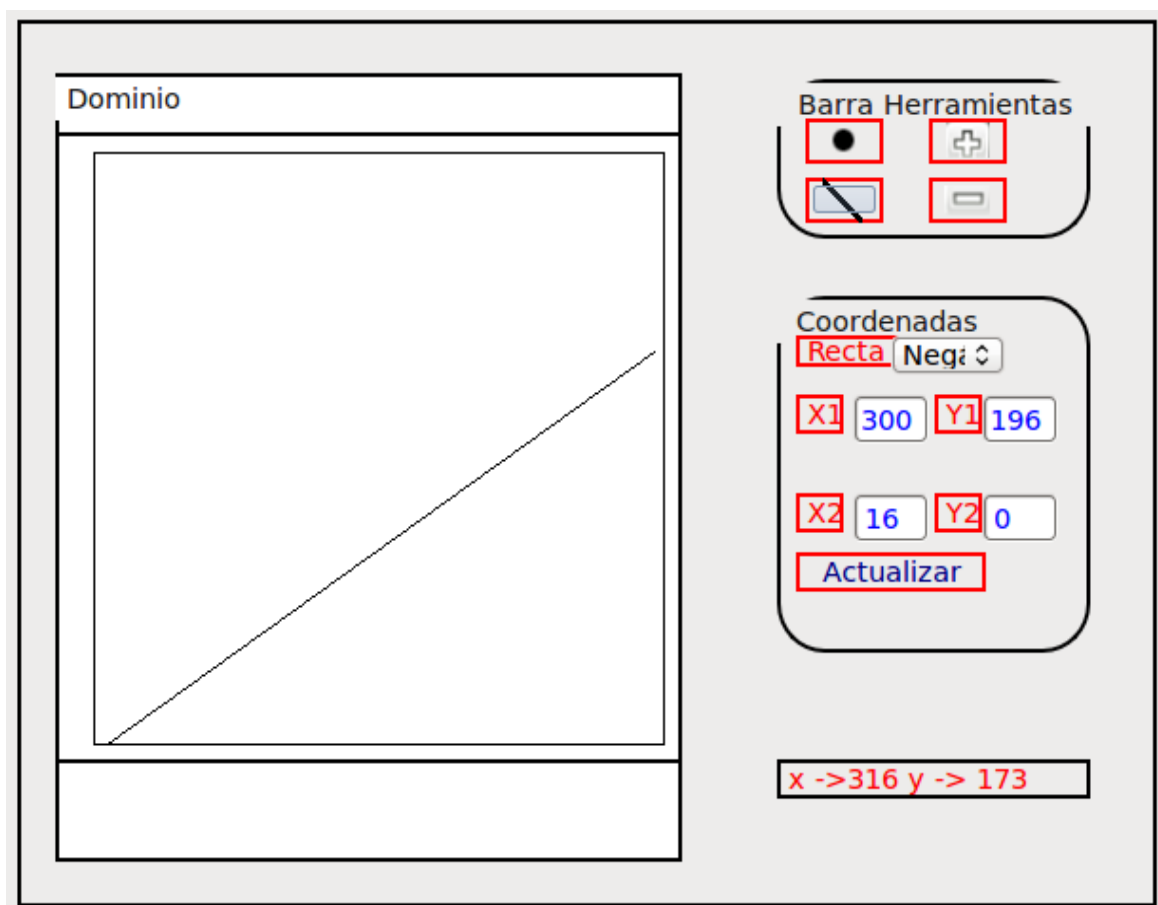 Dominio
Barra Herramientas
Coordenadas
Recta
X1 300 Y1 196
X2 16 Y2 0
Actualizar
x ->316 y -> 173